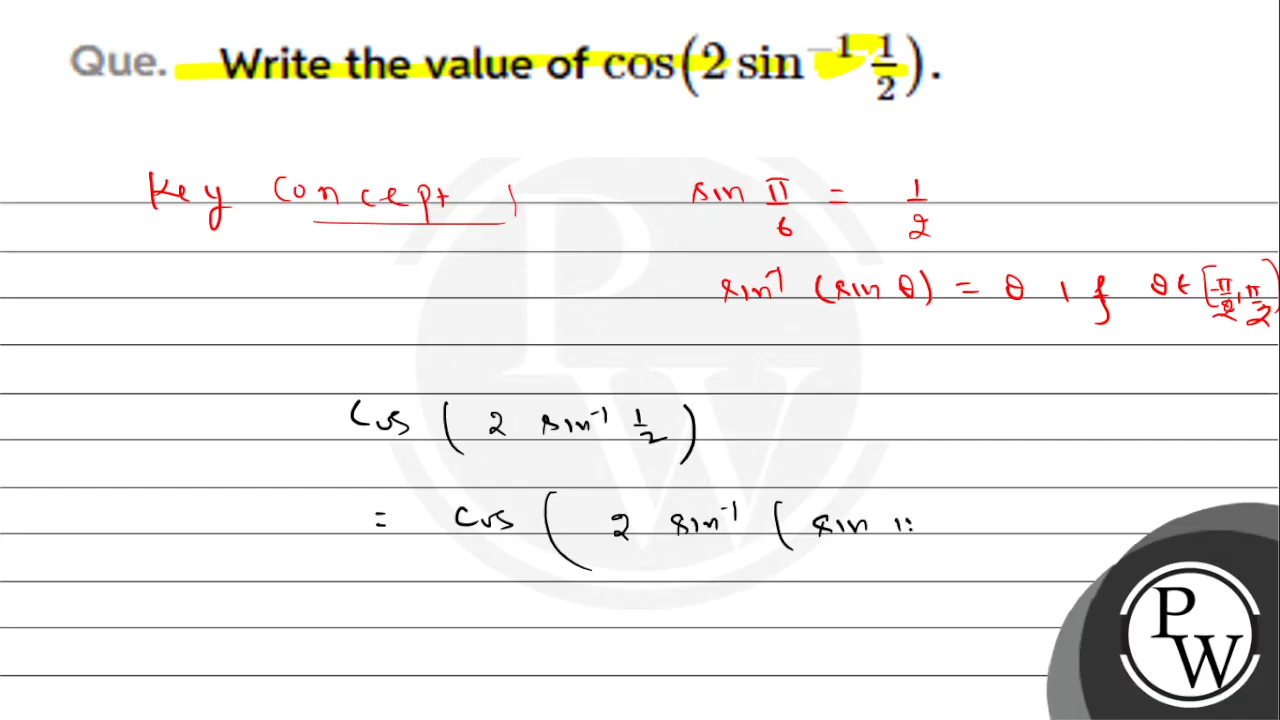 Que. Write the value of cos(2 sin⁻¹ 1/2).
Key Concept |
sin π/6 = 1/2
sin⁻¹ (sin θ) = θ , if θ ∈ [-π/2, π/2]
Cos ( 2 sin⁻¹ 1/2 )
= Cos ( 2 sin⁻¹ ( sin
P
W
P
W